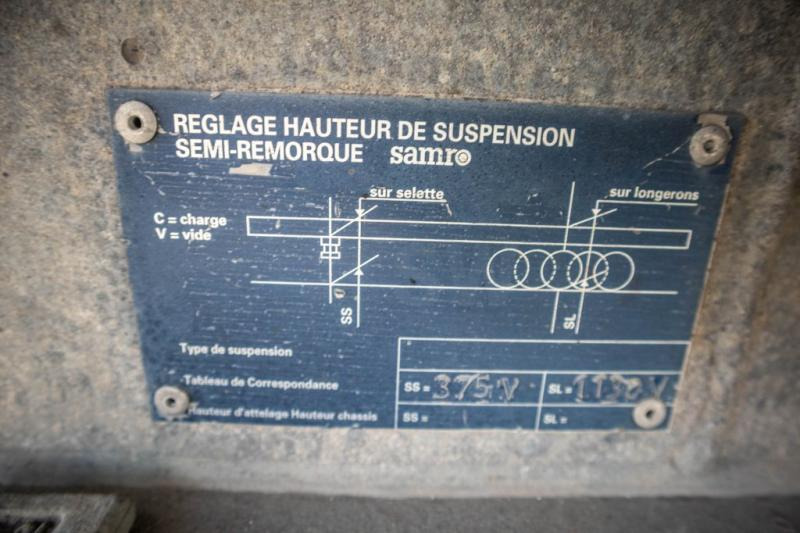 REGLAGE HAUTEUR DE SUSPENSION
SEMI-REMORQUE samro
sur selette
sur longerons
C = charge
V = vide
SS
SL
Type de suspension
Tableau de Correspondance SS = 375 V SL = 1130 V
Hauteur d'attelage Hauteur chassis SS = SL =